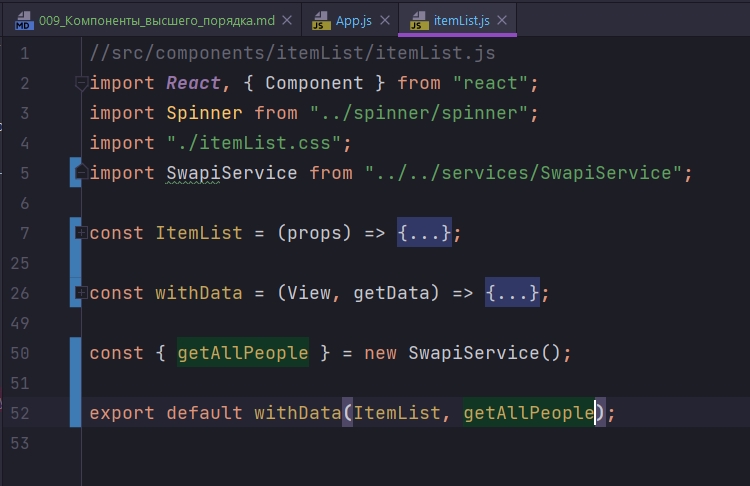 009_Компоненты_высшего_порядка.md App.js itemList.js
1 //src/components/itemList/itemList.js
2 import React, { Component } from "react";
3 import Spinner from "../spinner/spinner";
4 import "./itemList.css";
5 import SwapiService from "../../services/SwapiService";
6
7 const ItemList = (props) => {...};
25
26 const withData = (View, getData) => {...};
49
50 const { getAllPeople } = new SwapiService();
51
52 export default withData(ItemList, getAllPeople);
53